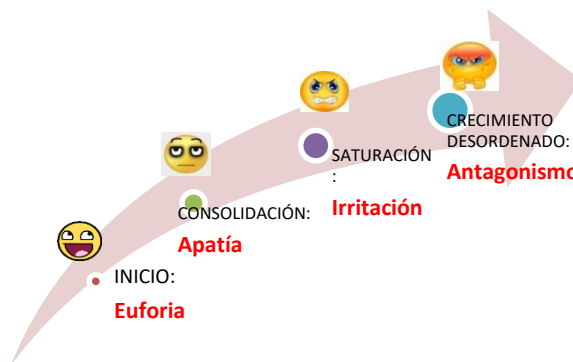 INICIO:
Euforia
CONSOLIDACIÓN:
Apatía
SATURACIÓN
:
Irritación
CRECIMIENTO
DESORDENADO:
Antagonismo